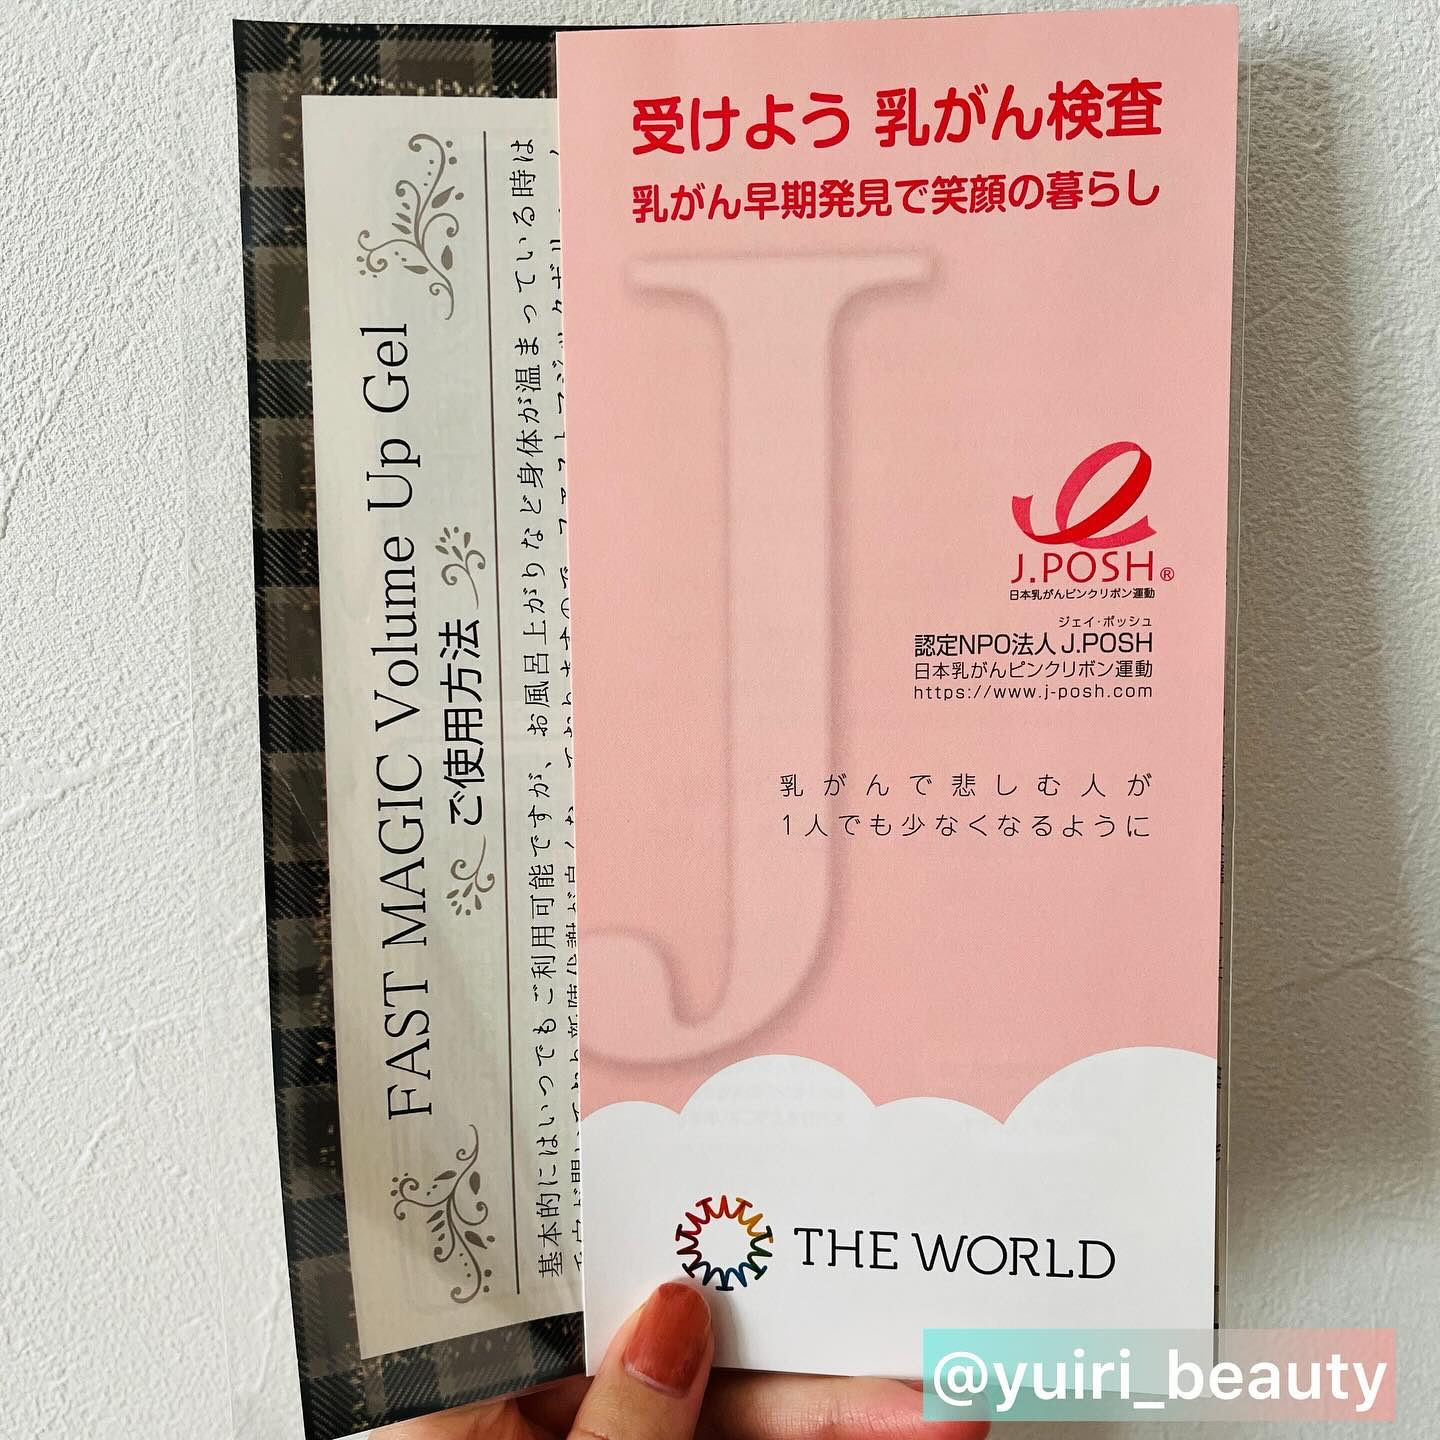 受けよう 乳がん検査
乳がん早期発見で笑顔の暮らし
J.POSH®
日本乳がんピンクリボン運動
ジェイ・ポッシュ
認定NPO法人 J.POSH
日本乳がんピンクリボン運動
https://www.j-posh.com
乳がんで悲しむ人が
1人でも少なくなるように
THE WORLD
FAST MAGIC Volume Up Gel
ご使用方法
基本的にはいつでもご利用可能ですが、お風呂上がりなど身体が温まっている時は
@yuiri_beauty